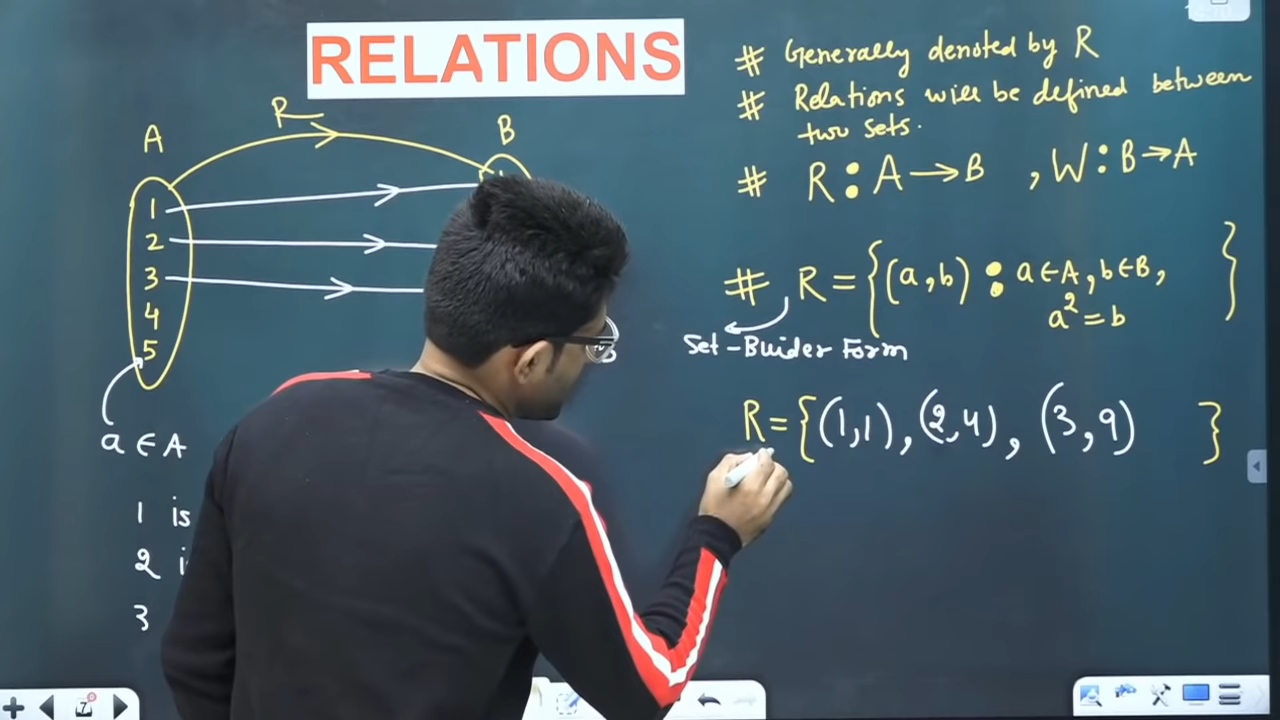 RELATIONS
# Generally denoted by R
# Relations will be defined between
two sets.
# R : A → B , W : B → A
R
A
B
1
2
3
4
5
a ∈ A
1 is
2 i
3
# R = {(a,b) : a ∈ A, b ∈ B, }
a² = b
Set-Buider Form
R = {(1,1), (2,4), (3,9) }